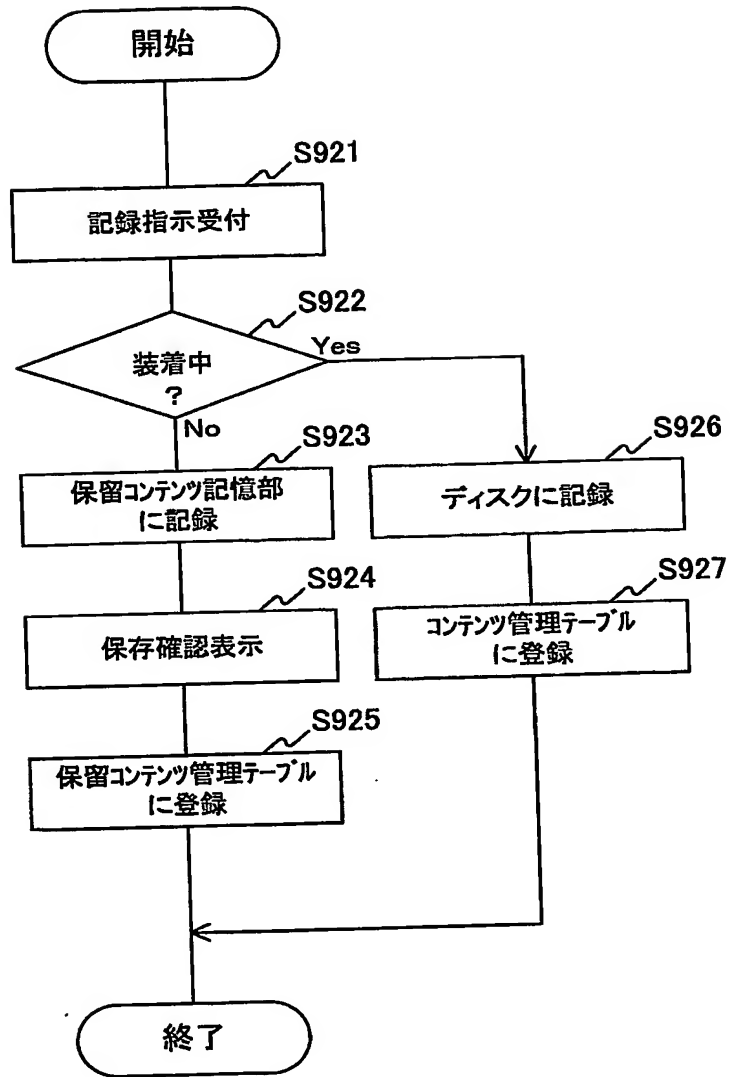 開始
S921
記録指示受付
S922
装着中
?
Yes
No
S923
保留コンテンツ記憶部
に記録
S926
ディスクに記録
S924
保存確認表示
S927
コンテンツ管理テーブル
に登録
S925
保留コンテンツ管理テーブル
に登録
終了